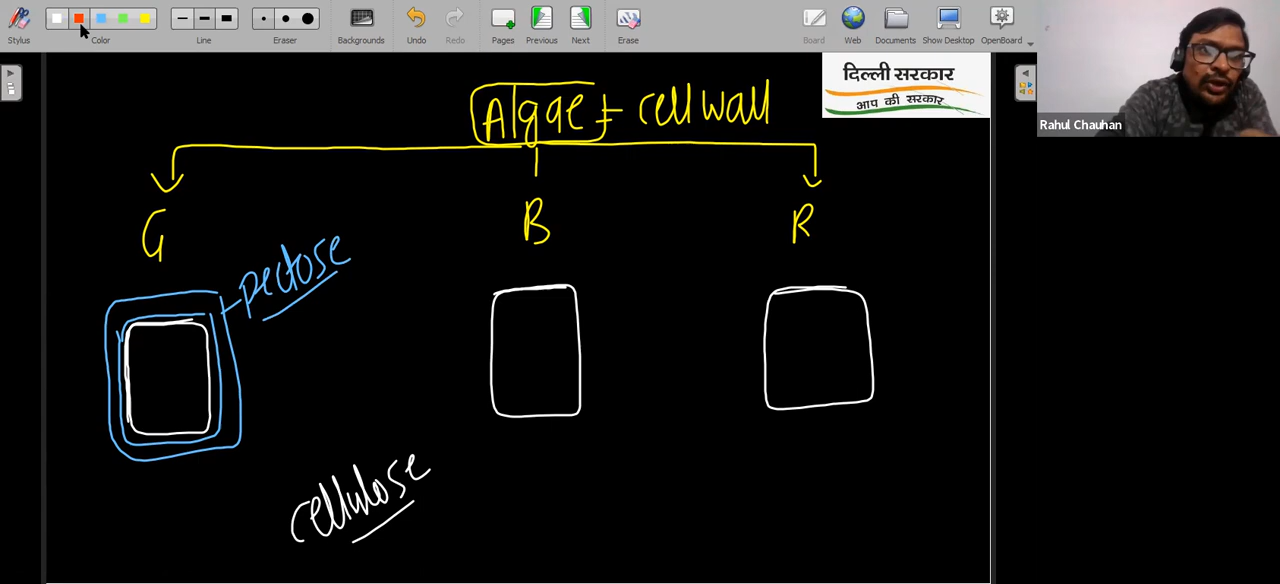 Stylus
Color
Line
Eraser
Backgrounds
Undo
Redo
Pages
Previous
Next
Erase
Board
Web
Documents
Show Desktop
OpenBoard
दिल्ली सरकार
आप की सरकार
Rahul Chauhan
Algae - cell wall
G
B
R
pectose
cellulose